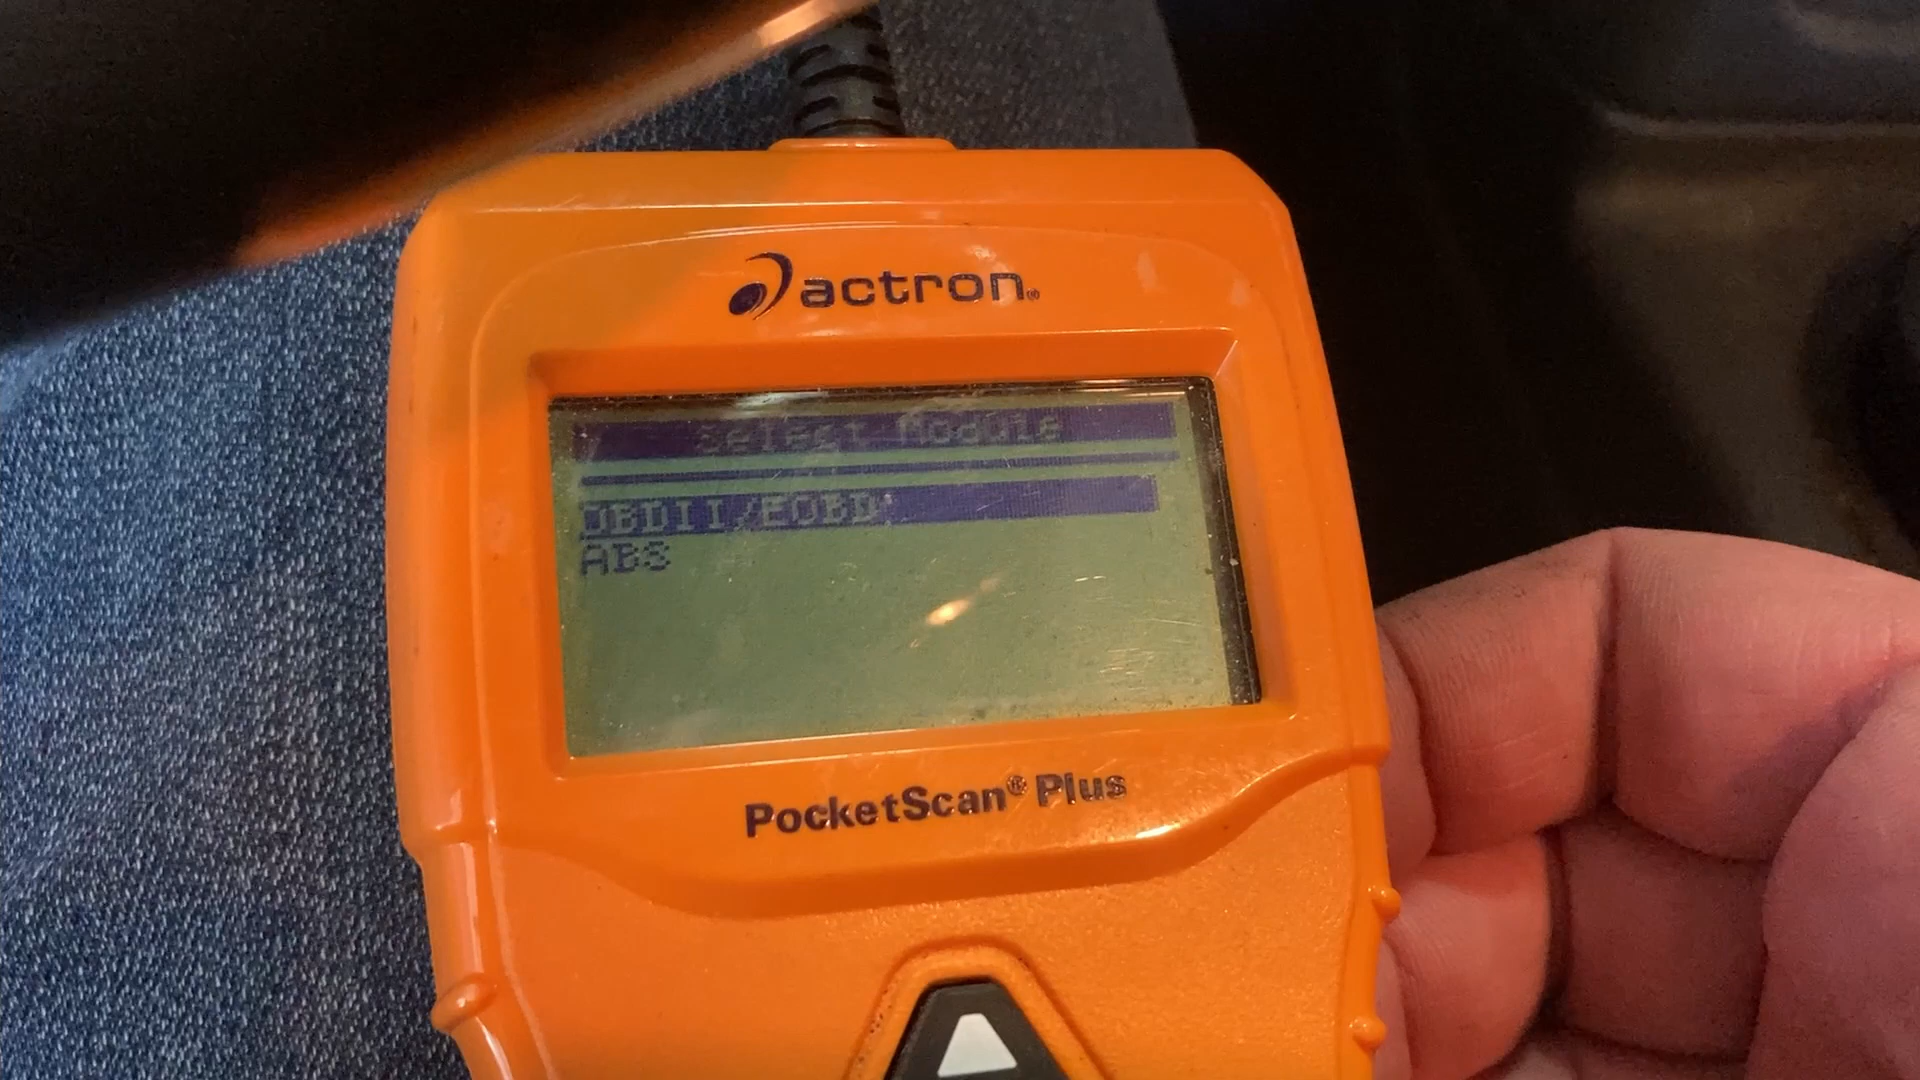 actron®
Select Module
OBDII/EOBD
ABS
PocketScan® Plus